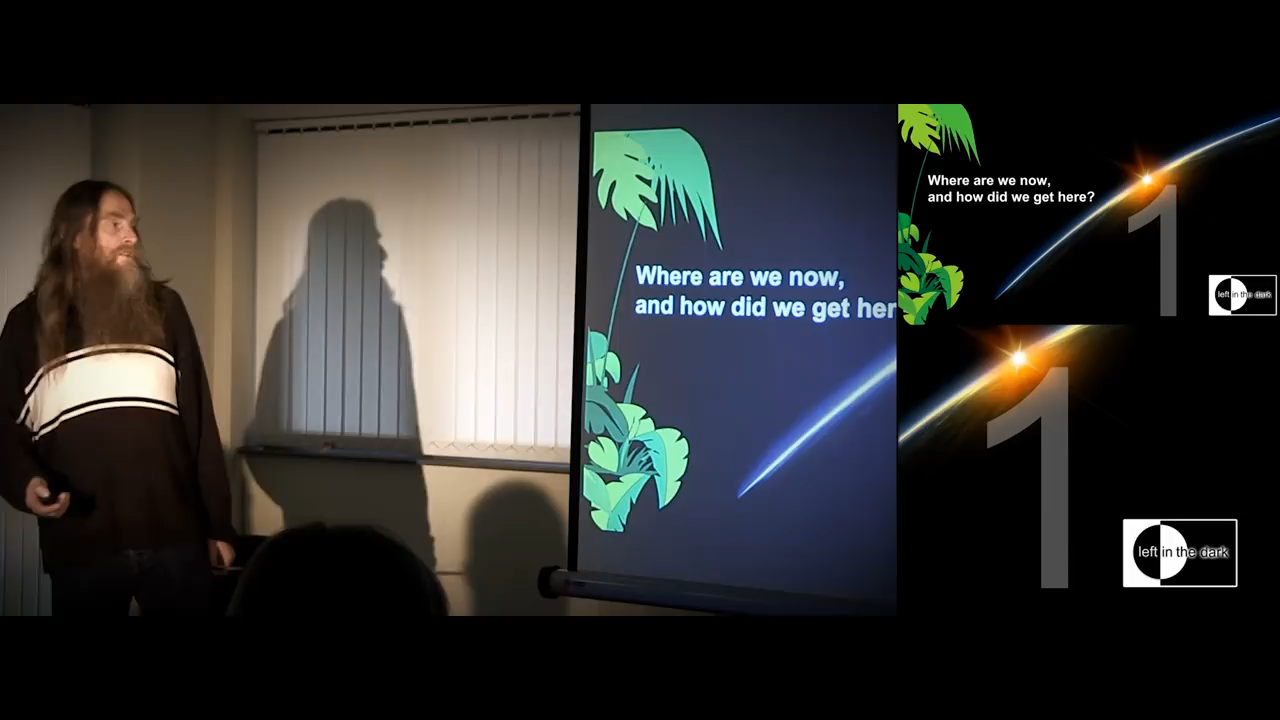 Where are we now,
and how did we get her
Where are we now,
and how did we get here?
1
left in the dark
1
left in the dark